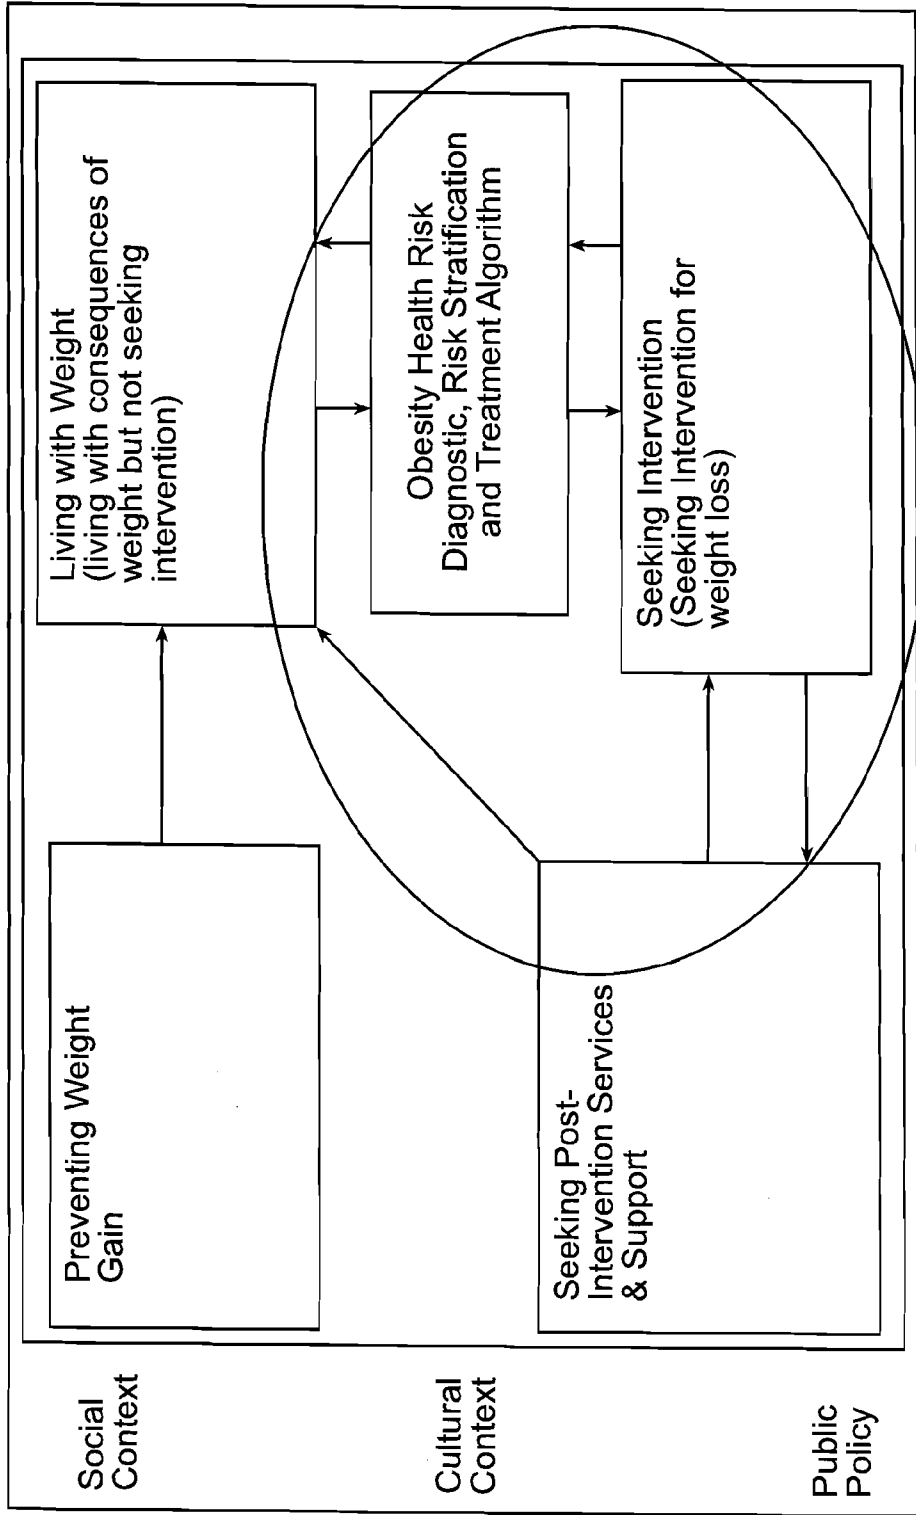 Social
Context
Cultural
Context
Public
Policy
Preventing Weight
Gain
Living with Weight
(living with consequences of
weight but not seeking
intervention)
Obesity Health Risk
Diagnostic, Risk Stratification
and Treatment Algorithm
Seeking Post-
Intervention Services
& Support
Seeking Intervention
(Seeking Intervention for
weight loss)